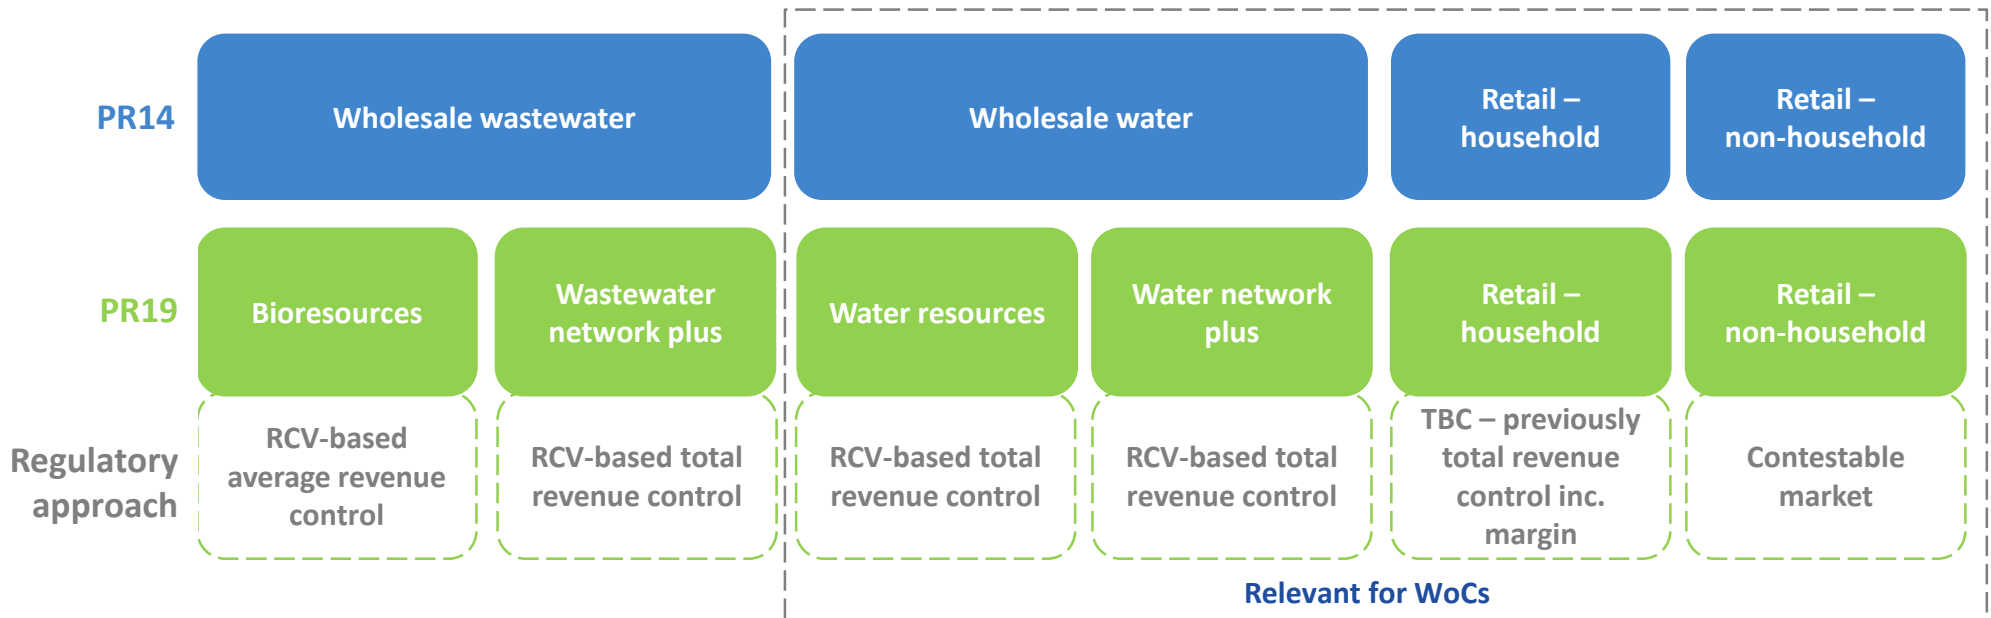 PR14
Wholesale wastewater
Wholesale water
Retail –
household
Retail –
non-household
PR19
Bioresources
Wastewater
network plus
Water resources
Water network
plus
Retail –
household
Retail –
non-household
Regulatory
approach
RCV-based
average revenue
control
RCV-based total
revenue control
RCV-based total
revenue control
RCV-based total
revenue control
TBC – previously
total revenue
control inc.
margin
Contestable
market
Relevant for WoCs